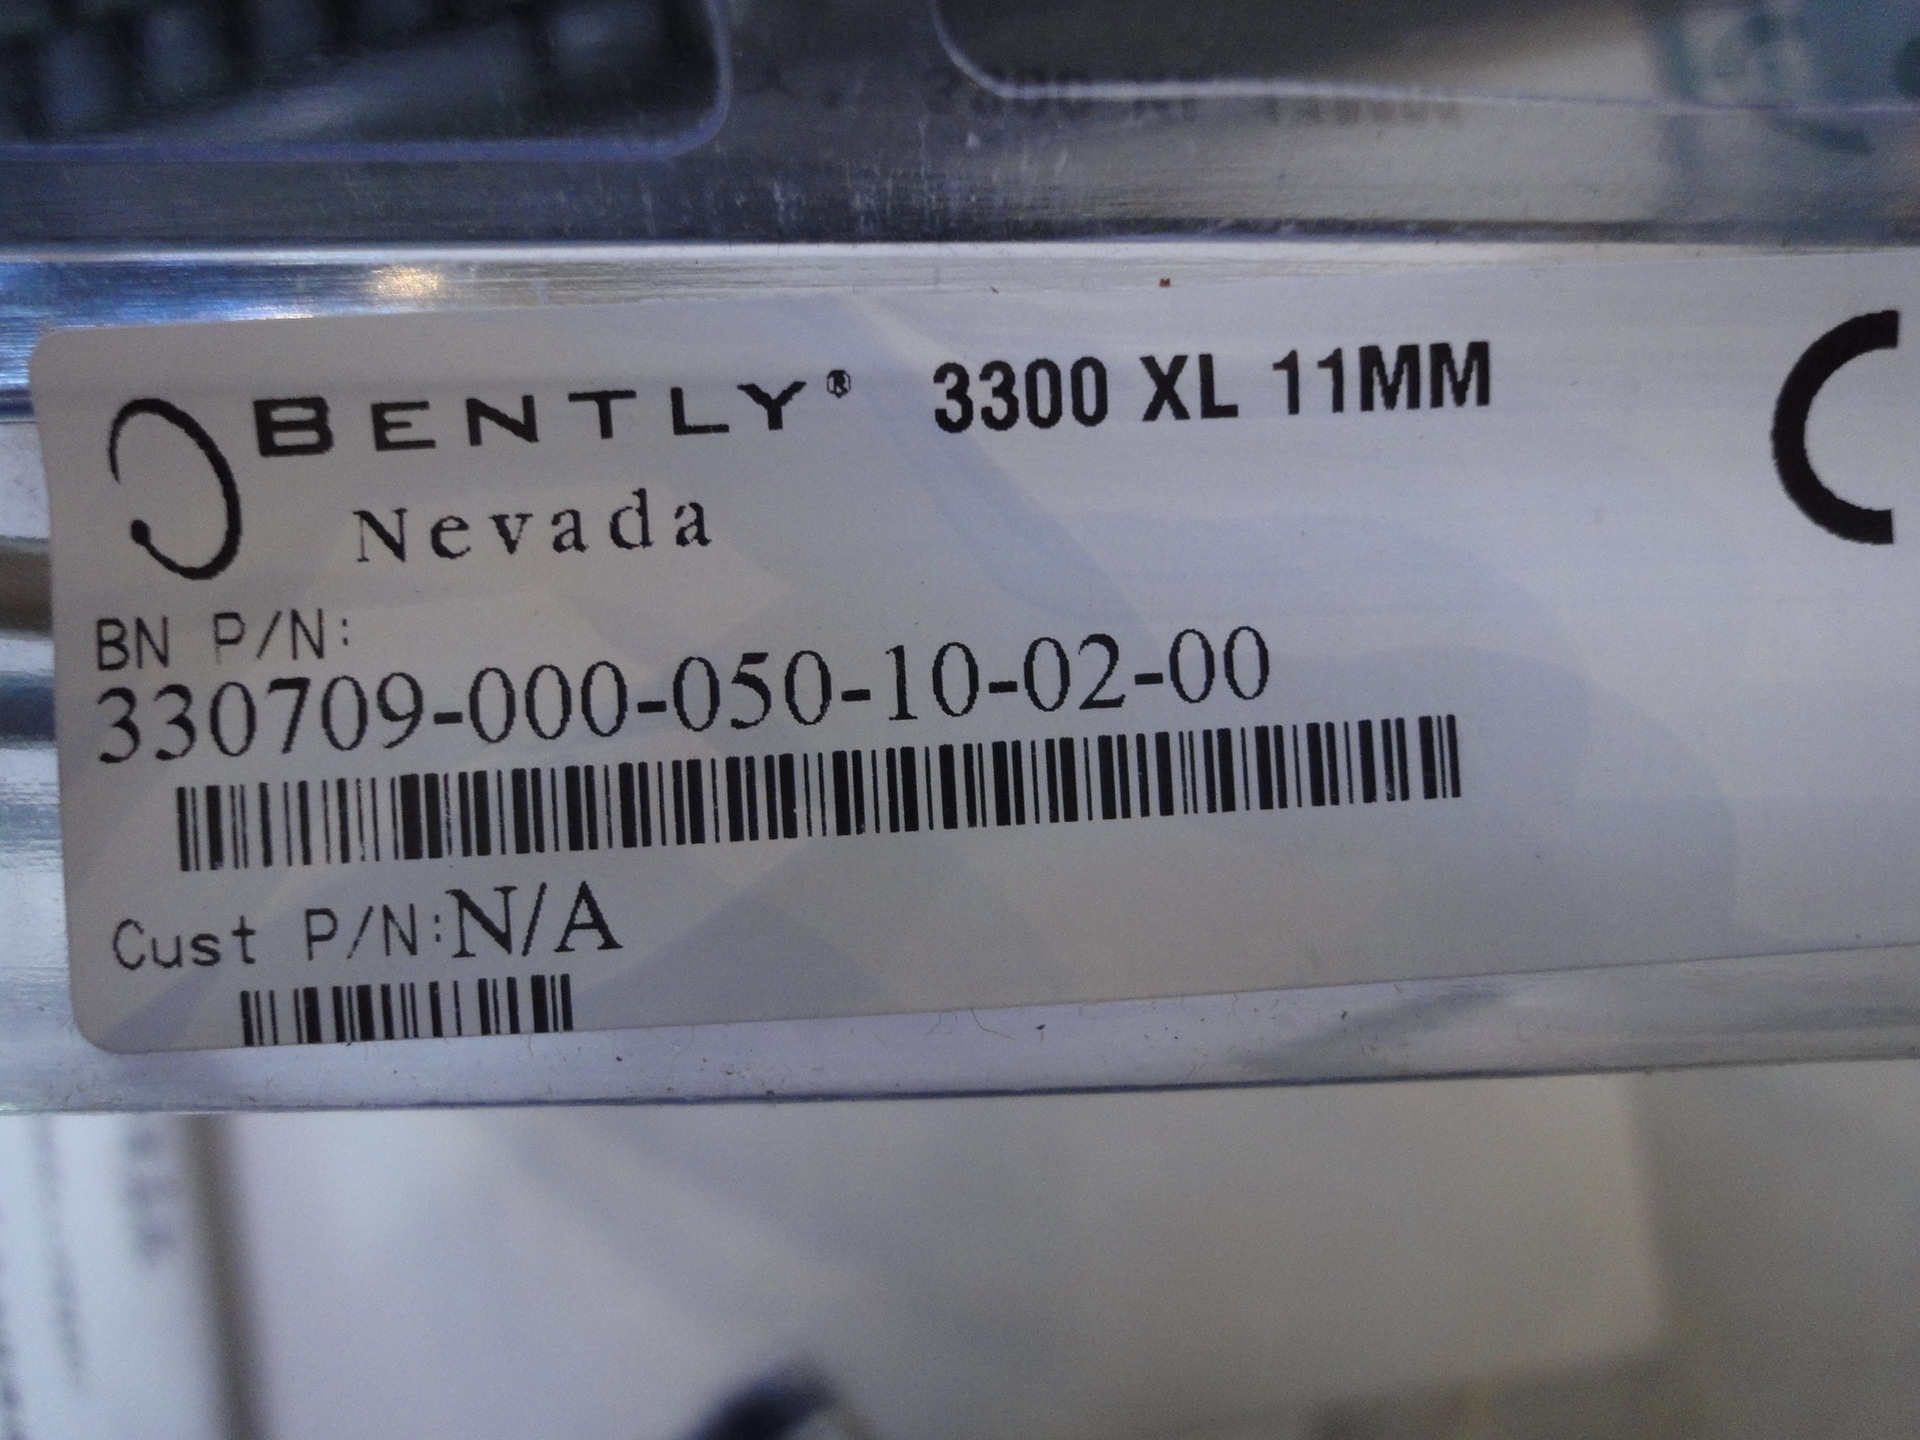 BENTLY® 3300 XL 11MM
Nevada
BN P/N:
330709-000-050-10-02-00
Cust P/N:N/A